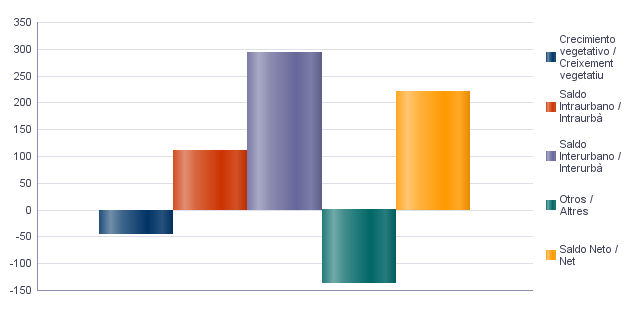 350
300
250
200
150
100
50
0
-50
-100
-150
Crecimiento
vegetativo /
Creixement
vegetatiu
Saldo
Intraurbano /
Intraurbà
Saldo
Interurbano /
Interurbà
Otros /
Altres
Saldo Neto /
Net